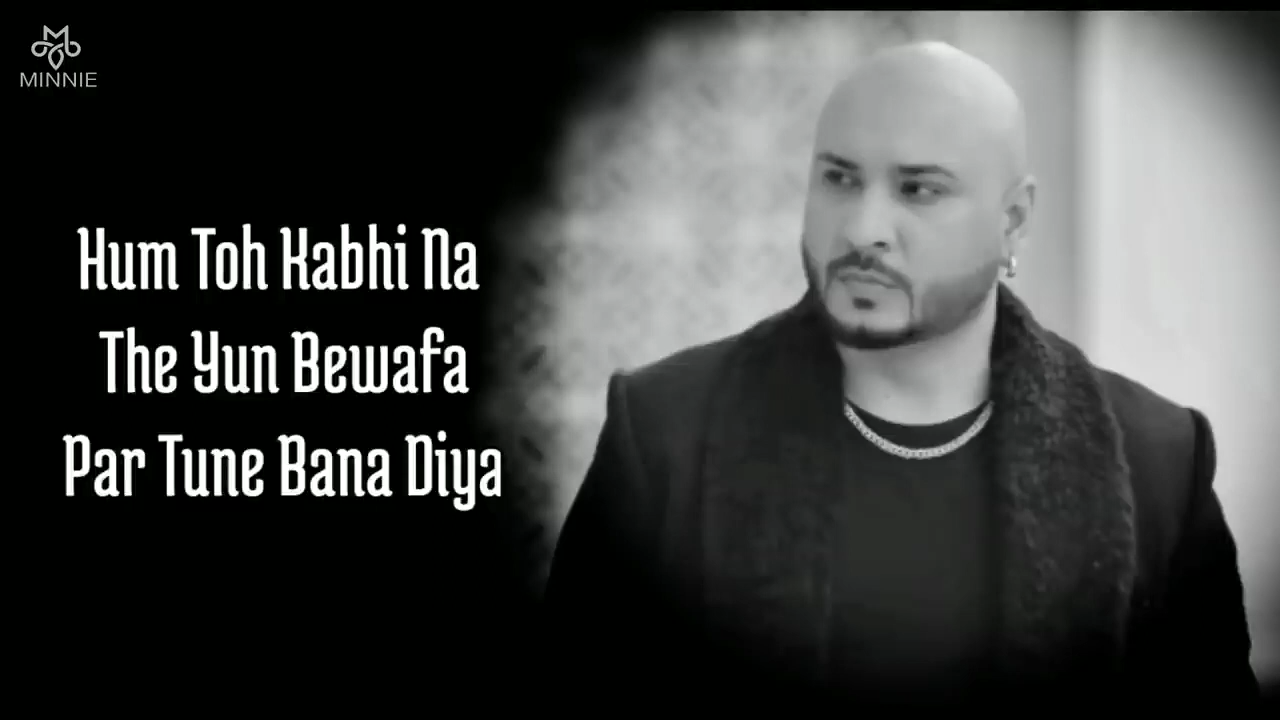 MINNIE
Hum Toh Kabhi Na
The Yun Bewafa
Par Tune Bana Diya